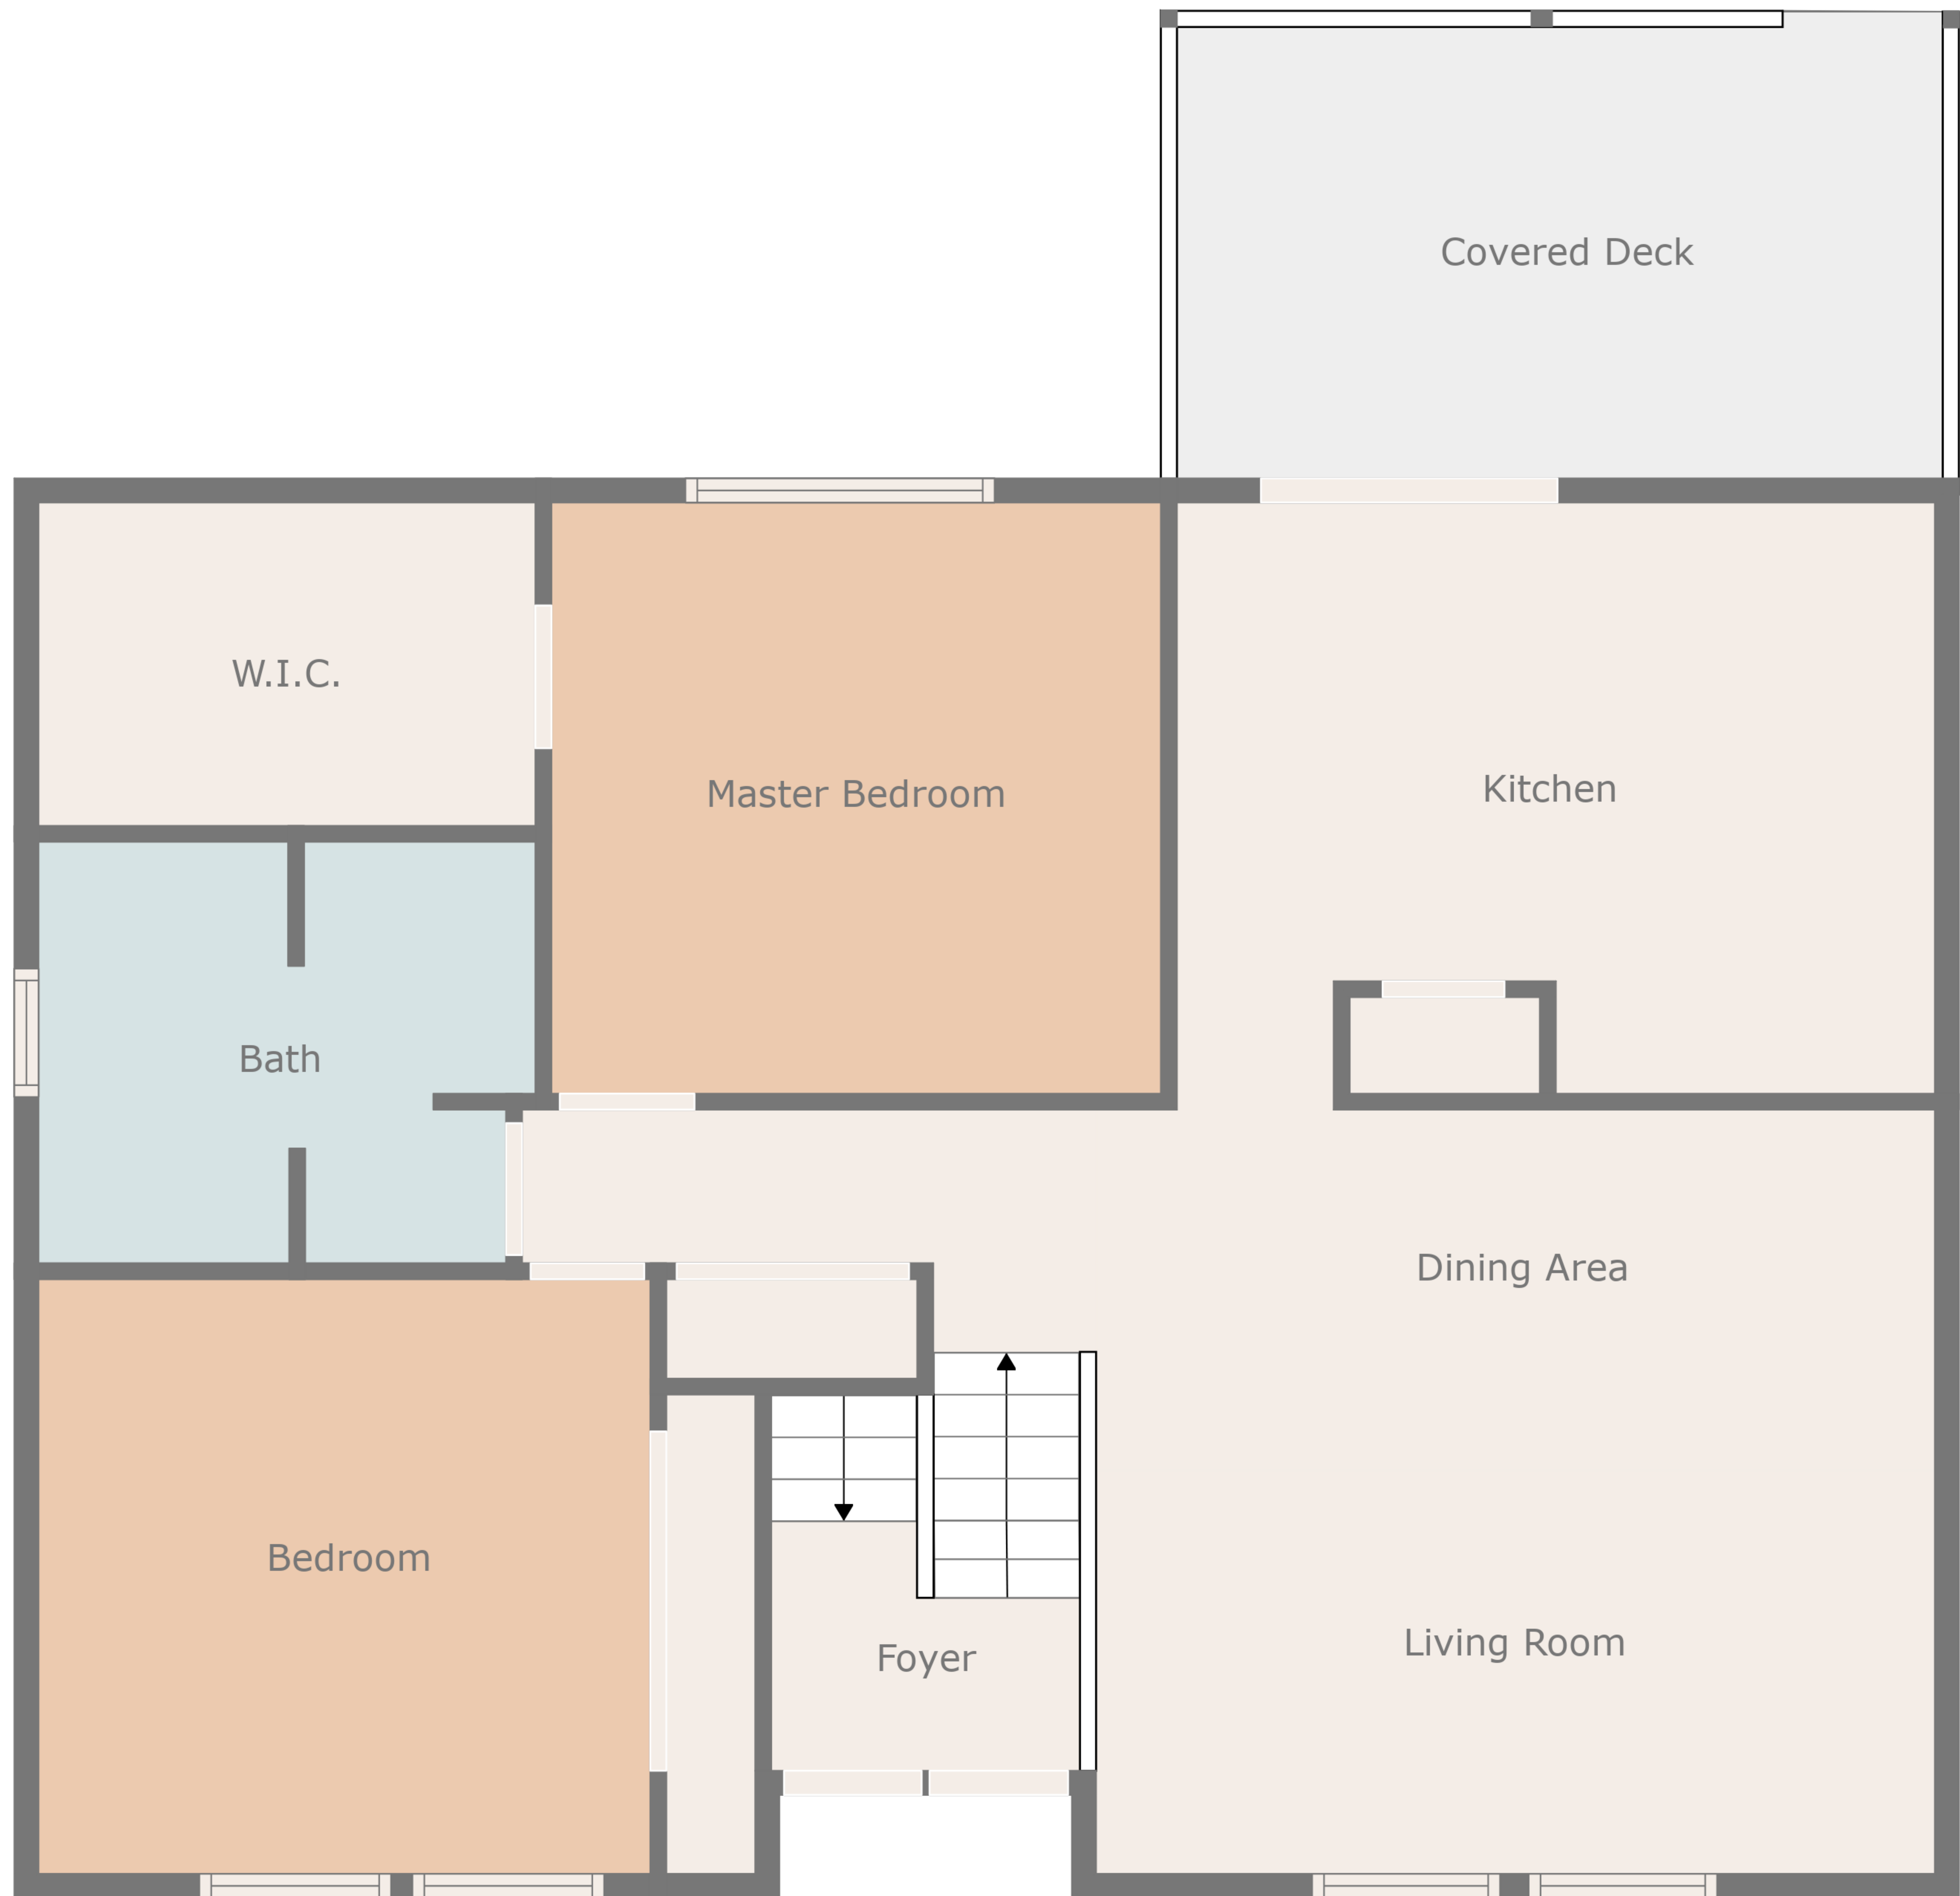 Covered Deck
W.I.C.
Master Bedroom
Kitchen
Bath
Dining Area
Bedroom
Living Room
Foyer